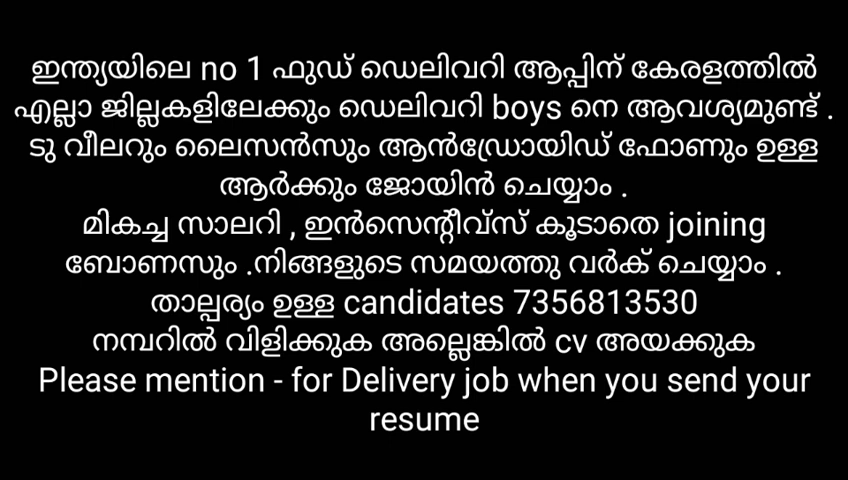 ഇന്ത്യയിലെ no 1 ഫുഡ് ഡെലിവറി ആപ്പിന് കേരളത്തിൽ
എല്ലാ ജില്ലകളിലേക്കും ഡെലിവറി boys നെ ആവശ്യമുണ്ട് .
ടു വീലറും ലൈസൻസും ആൻഡ്രോയിഡ് ഫോണും ഉള്ള
ആർക്കും ജോയിൻ ചെയ്യാം .
മികച്ച സാലറി , ഇൻസെന്റീവ്സ് കൂടാതെ joining
ബോണസും .നിങ്ങളുടെ സമയത്തു വർക് ചെയ്യാം .
താല്പര്യം ഉള്ള candidates 7356813530
നമ്പറിൽ വിളിക്കുക അല്ലെങ്കിൽ cv അയക്കുക
Please mention - for Delivery job when you send your
resume